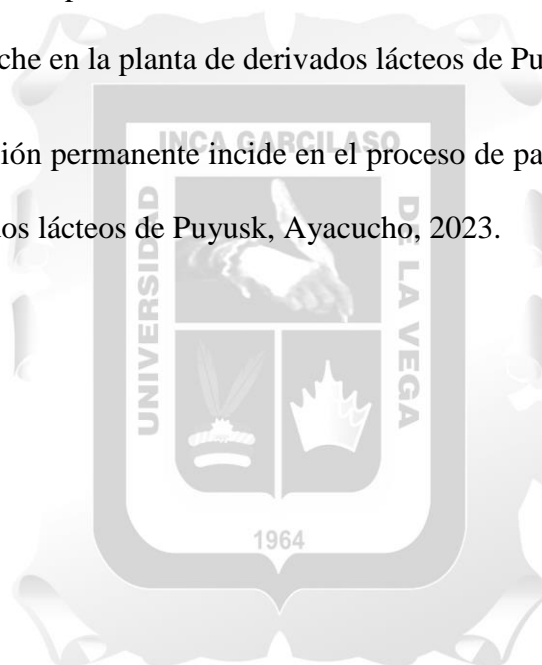 che en la planta de derivados lácteos de Pu
INCA GARCILASO
ión permanente incide en el proceso de pa
UNIVERSIDAD
DE LA VEGA
os lácteos de Puyusk, Ayacucho, 2023.
1964